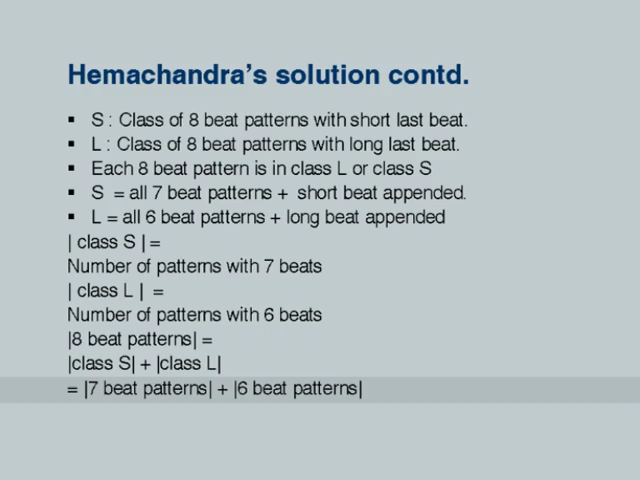 Hemachandra's solution contd.
▪ S : Class of 8 beat patterns with short last beat.
▪ L : Class of 8 beat patterns with long last beat.
▪ Each 8 beat pattern is in class L or class S
▪ S = all 7 beat patterns + short beat appended.
▪ L = all 6 beat patterns + long beat appended
| class S | =
Number of patterns with 7 beats
| class L | =
Number of patterns with 6 beats
|8 beat patterns| =
|class S| + |class L|
= |7 beat patterns| + |6 beat patterns|